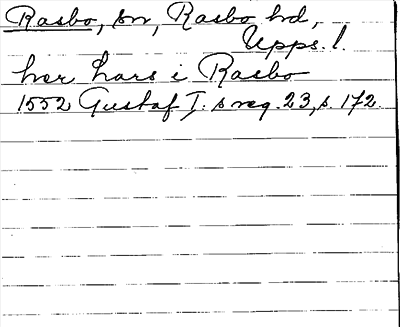 Rasbo, sn, Rasbo hd,
Upps. l.
her Lars i Rasbo
1552 Gustaf I:s reg. 23, s. 172.